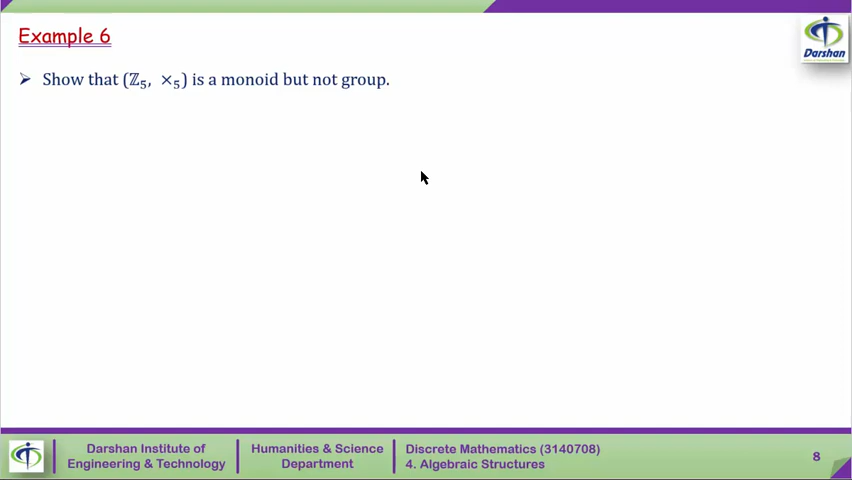 Example 6
Darshan
➢ Show that (ℤ₅, ×₅) is a monoid but not group.
Darshan Institute of
Engineering & Technology
Humanities & Science
Department
Discrete Mathematics (3140708)
4. Algebraic Structures
8